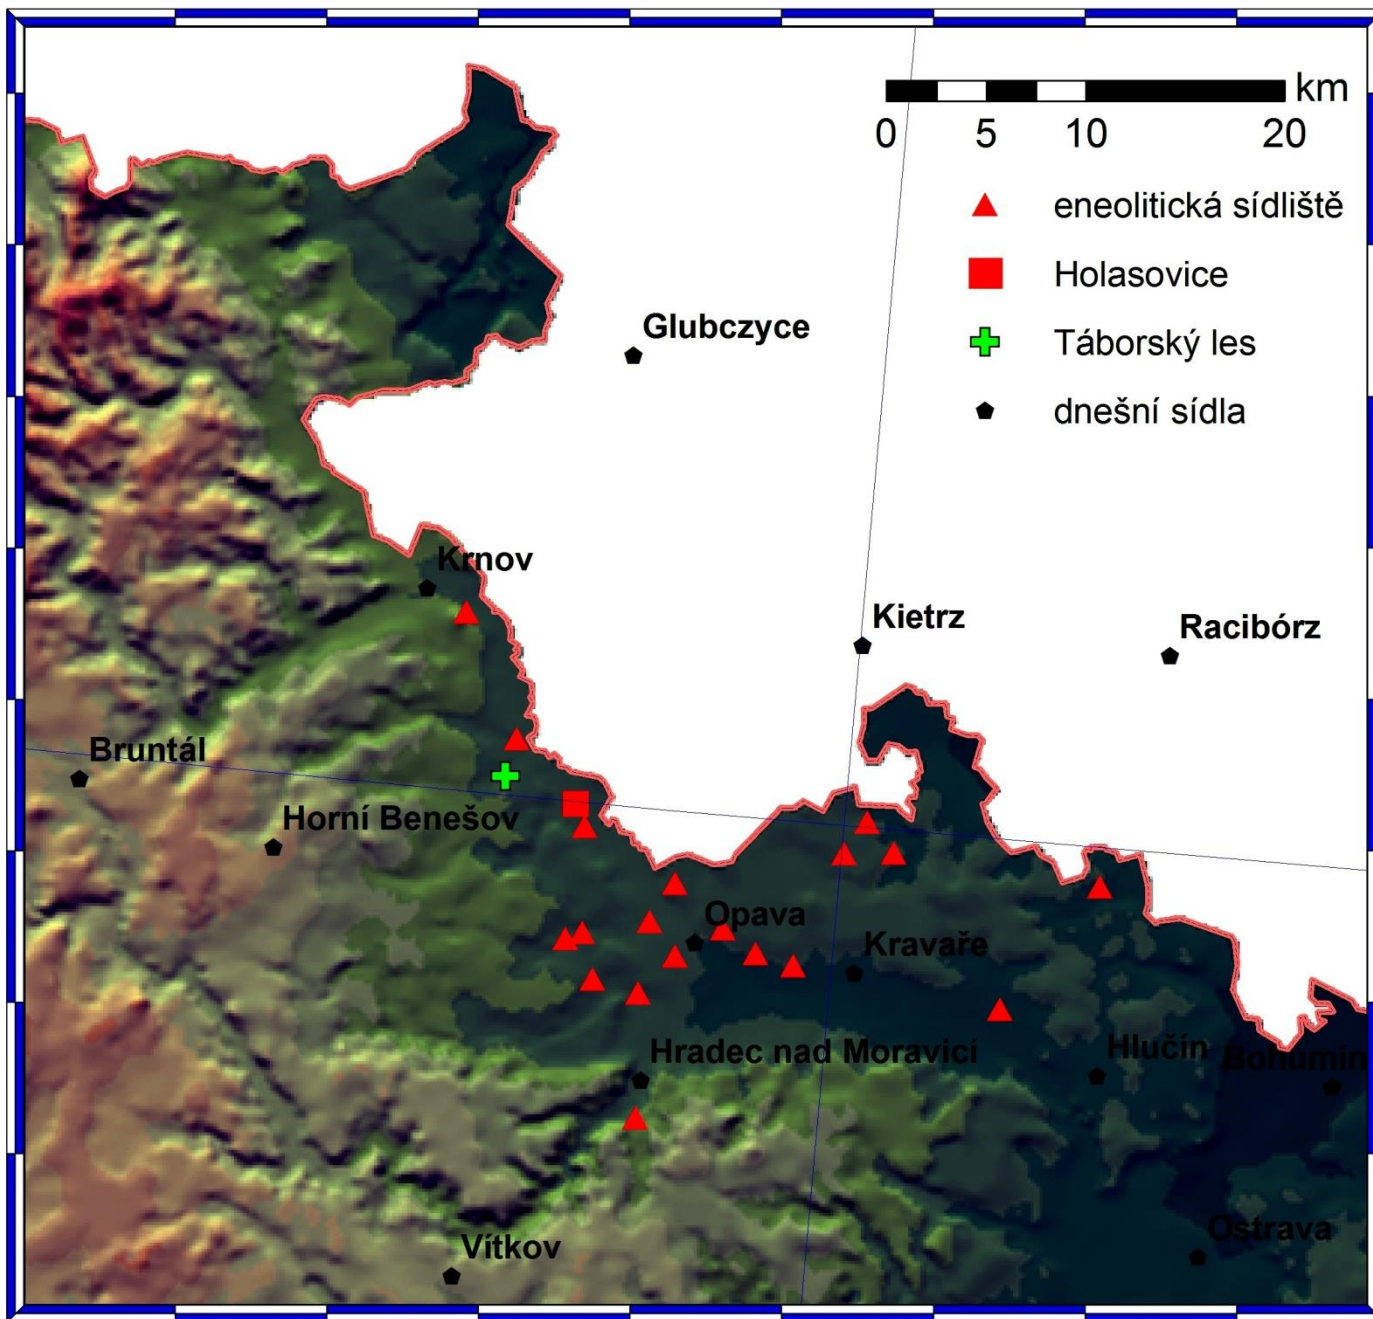 km
0 5 10 20
eneolitická sídliště
Holasovice
Táborský les
dnešní sídla
Glubczyce
Krnov
Kietrz
Racibórz
Bruntál
Horní Benešov
Opava
Kravaře
Hradec nad Moravicí
Hlučín
Bohumín
Ostrava
Vítkov